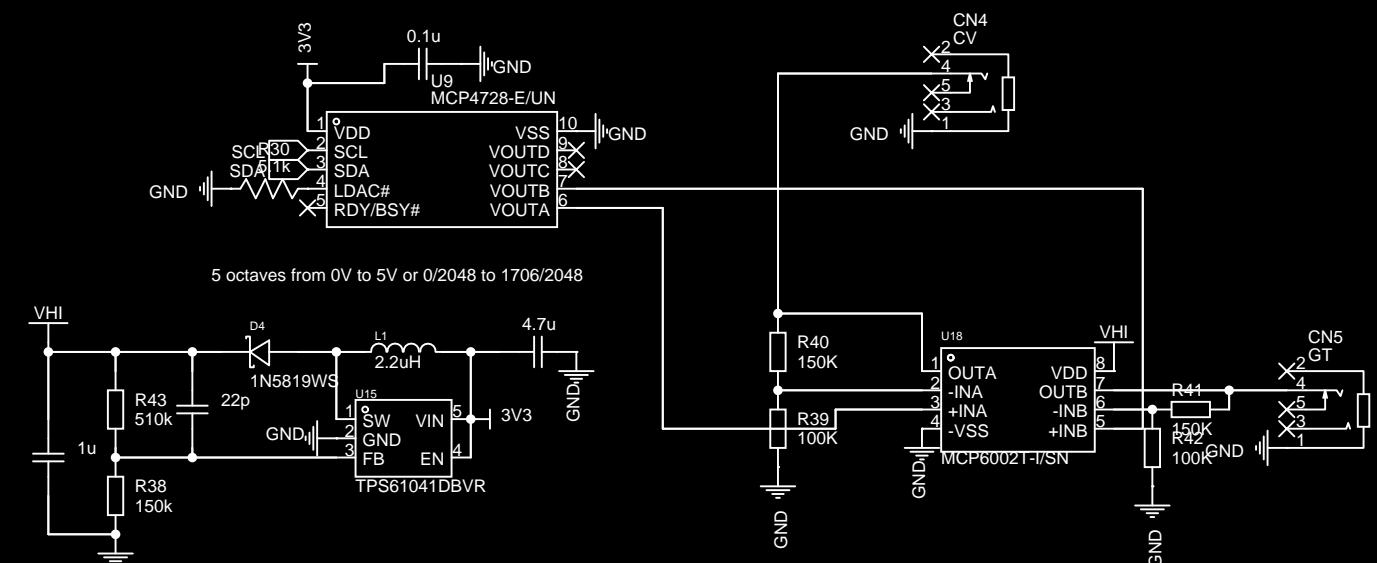 CN4
CV
2
4
5
3
1
GND
3V3
0.1u
GND
U9
MCP4728-E/UN
1
VDD
2
SCL
3
SDA
4
LDAC#
5
RDY/BSY#
VSS
10
VOUTD
9
VOUTC
8
VOUTB
7
VOUTA
6
GND
SCL
R30
SDA
5.1k
GND
5 octaves from 0V to 5V or 0/2048 to 1706/2048
VHI
D4
1N5819WS
L1
2.2uH
4.7u
GND
R43
510k
22p
U15
1
SW
2
GND
3
FB
VIN
5
EN
4
TPS61041DBVR
GND
3V3
1u
R38
150k
R40
150K
R39
100K
GND
U18
1
OUTA
2
-INA
3
+INA
4
-VSS
VDD
8
OUTB
7
-INB
6
+INB
5
MCP6002T-I/SN
GND
VHI
R41
150K
R42
100K
GND
CN5
GT
2
4
5
3
1
GND